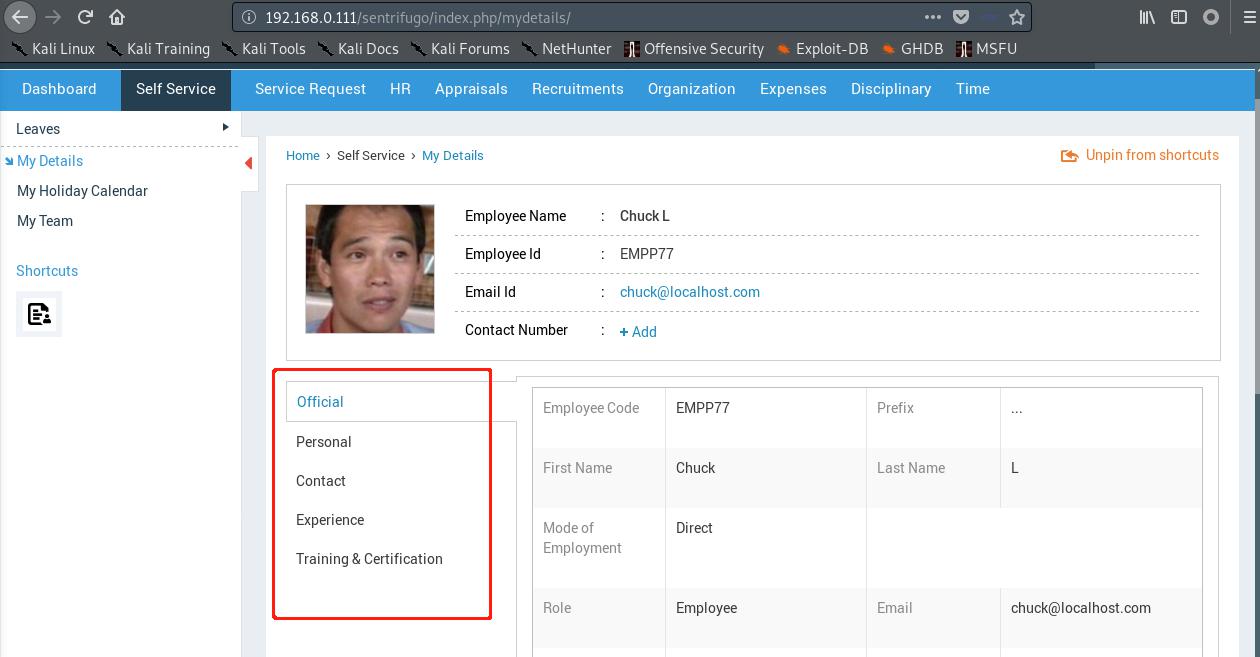 192.168.0.111/sentrifugo/index.php/mydetails/
Kali Linux Kali Training Kali Tools Kali Docs Kali Forums NetHunter Offensive Security Exploit-DB GHDB MSFU
Dashboard Self Service Service Request HR Appraisals Recruitments Organization Expenses Disciplinary Time
Leaves
My Details
My Holiday Calendar
My Team
Shortcuts
Home › Self Service › My Details
Unpin from shortcuts
Employee Name : Chuck L
Employee Id : EMPP77
Email Id : chuck@localhost.com
Contact Number : + Add
Official
Personal
Contact
Experience
Training & Certification
Employee Code EMPP77 Prefix ...
First Name Chuck Last Name L
Mode of
Employment
Direct
Role Employee Email chuck@localhost.com